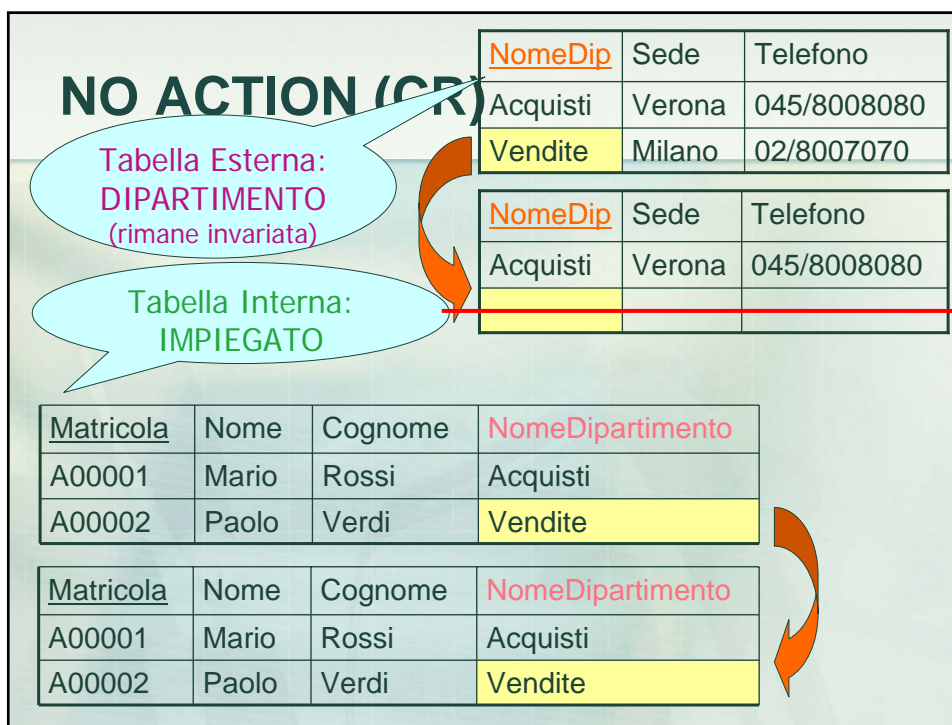 NO ACTION (CR)
NomeDip Sede Telefono
Acquisti Verona 045/8008080
Vendite Milano 02/8007070
Tabella Esterna:
DIPARTIMENTO
(rimane invariata)
NomeDip Sede Telefono
Acquisti Verona 045/8008080
Tabella Interna:
IMPIEGATO
Matricola Nome Cognome NomeDipartimento
A00001 Mario Rossi Acquisti
A00002 Paolo Verdi Vendite
Matricola Nome Cognome NomeDipartimento
A00001 Mario Rossi Acquisti
A00002 Paolo Verdi Vendite